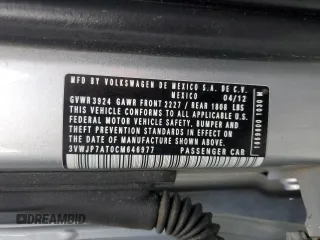 MFD BY VOLKSWAGEN DE MEXICO S.A. DE C.V.
MEXICO 04/12
GVWR 3924 GAWR FRONT 2227 / REAR 1808 LBS
THIS VEHICLE CONFORMS TO ALL APPLICABLE U.S.
FEDERAL MOTOR VEHICLE SAFETY, BUMPER, AND
THEFT PREVENTION STANDARDS IN EFFECT ON THE
DATE OF MANUFACTURE SHOWN ABOVE.
3VWJP7AT0CM646977 PASSENGER CAR
DREAMBID